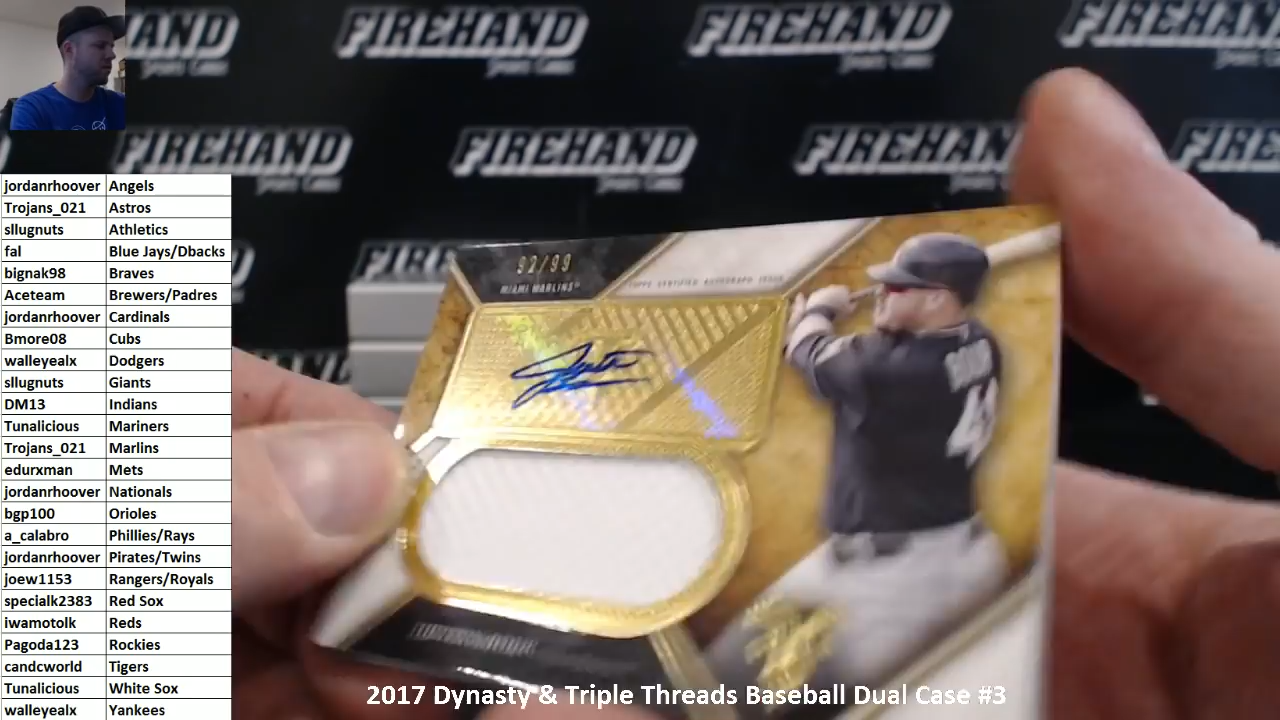 FIREHAND
FIREHAND
FIREHAND
FIREHAND
FIREHAND
FIREHAND
FIREHAND
jordanrhoover Angels
Trojans_021 Astros
sllugnuts Athletics
fal Blue Jays/Dbacks
bignak98 Braves
Aceteam Brewers/Padres
jordanrhoover Cardinals
Bmore08 Cubs
walleyealx Dodgers
sllugnuts Giants
DM13 Indians
Tunalicious Mariners
Trojans_021 Marlins
edurxman Mets
jordanrhoover Nationals
bgp100 Orioles
a_calabro Phillies/Rays
jordanrhoover Pirates/Twins
joew1153 Rangers/Royals
specialk2383 Red Sox
iwamotolk Reds
Pagoda123 Rockies
candcworld Tigers
Tunalicious White Sox
walleyealx Yankees
92/99
MIAMI MARLINS
TOPPS CERTIFIED AUTOGRAPH ISSUE
2017 Dynasty & Triple Threads Baseball Dual Case #3